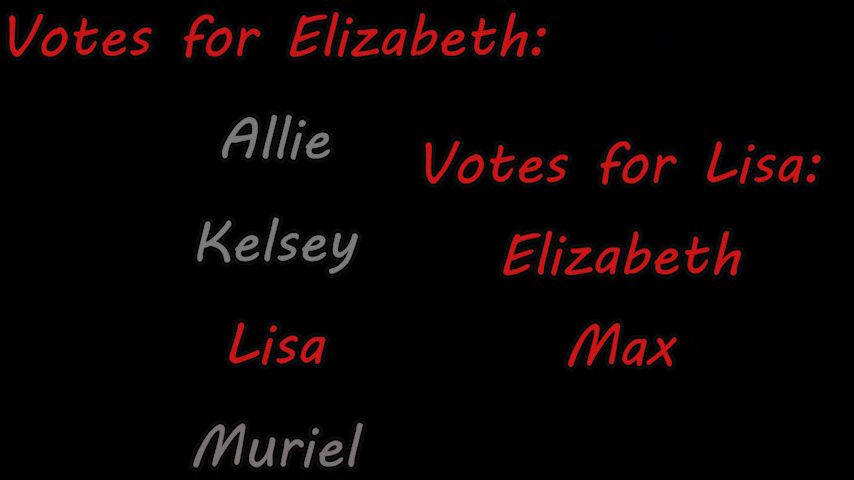 Votes for Elizabeth:
Allie
Kelsey
Lisa
Muriel
Votes for Lisa:
Elizabeth
Max